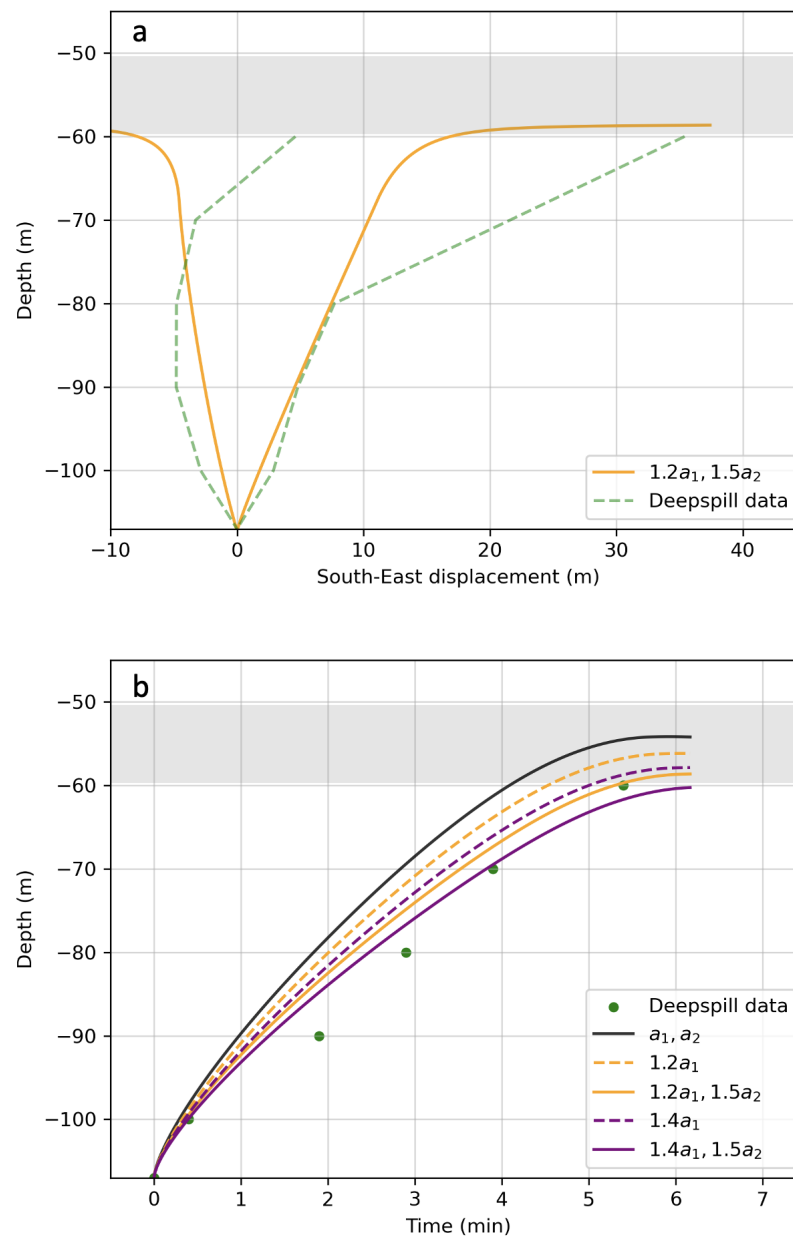 a
−50
−60
−70
−80
−90
−100
Depth (m)
1.2a₁, 1.5a₂
Deepspill data
−10 0 10 20 30 40
South-East displacement (m)
b
−50
−60
−70
−80
−90
−100
Depth (m)
Deepspill data
a₁, a₂
1.2a₁
1.2a₁, 1.5a₂
1.4a₁
1.4a₁, 1.5a₂
0 1 2 3 4 5 6 7
Time (min)